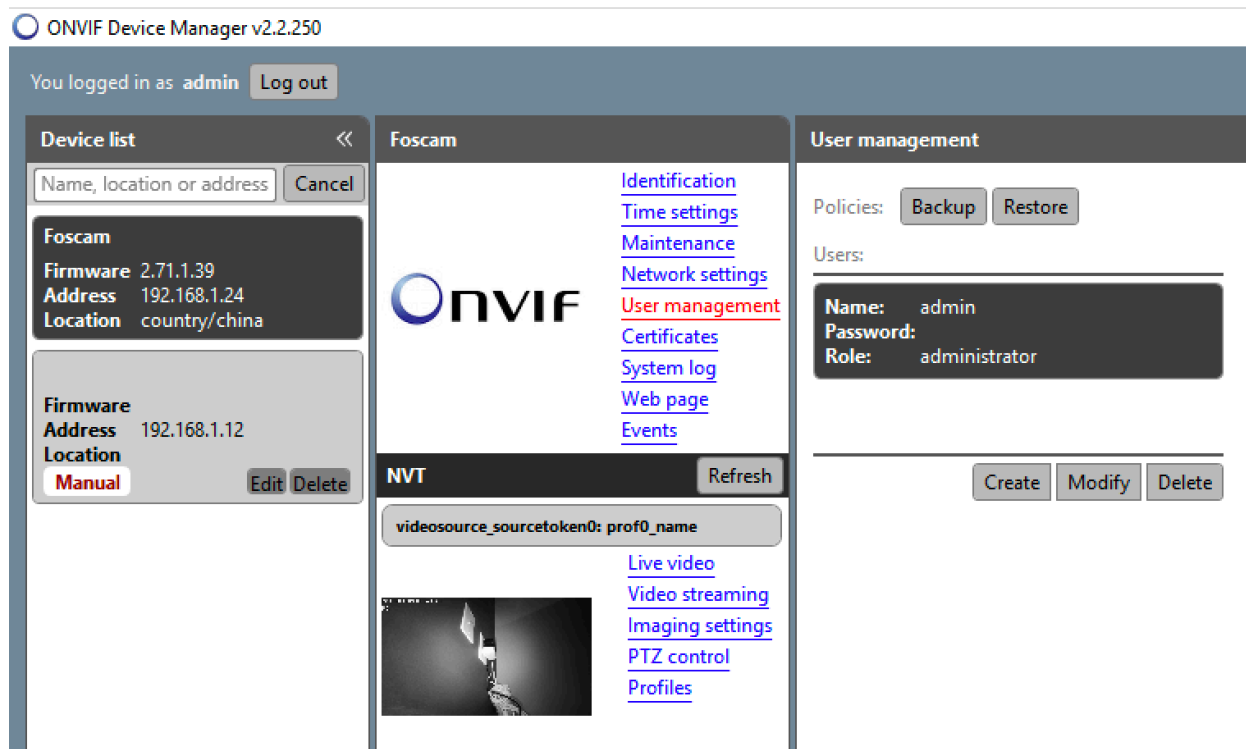 ONVIF Device Manager v2.2.250
You logged in as admin Log out
Device list «
Name, location or address Cancel
Foscam
Firmware 2.71.1.39
Address 192.168.1.24
Location country/china
Firmware
Address 192.168.1.12
Location
Manual Edit Delete
Foscam
ONVIF
Identification
Time settings
Maintenance
Network settings
User management
Certificates
System log
Web page
Events
NVT Refresh
videosource_sourcetoken0: prof0_name
Live video
Video streaming
Imaging settings
PTZ control
Profiles
User management
Policies: Backup Restore
Users:
Name: admin
Password:
Role: administrator
Create Modify Delete